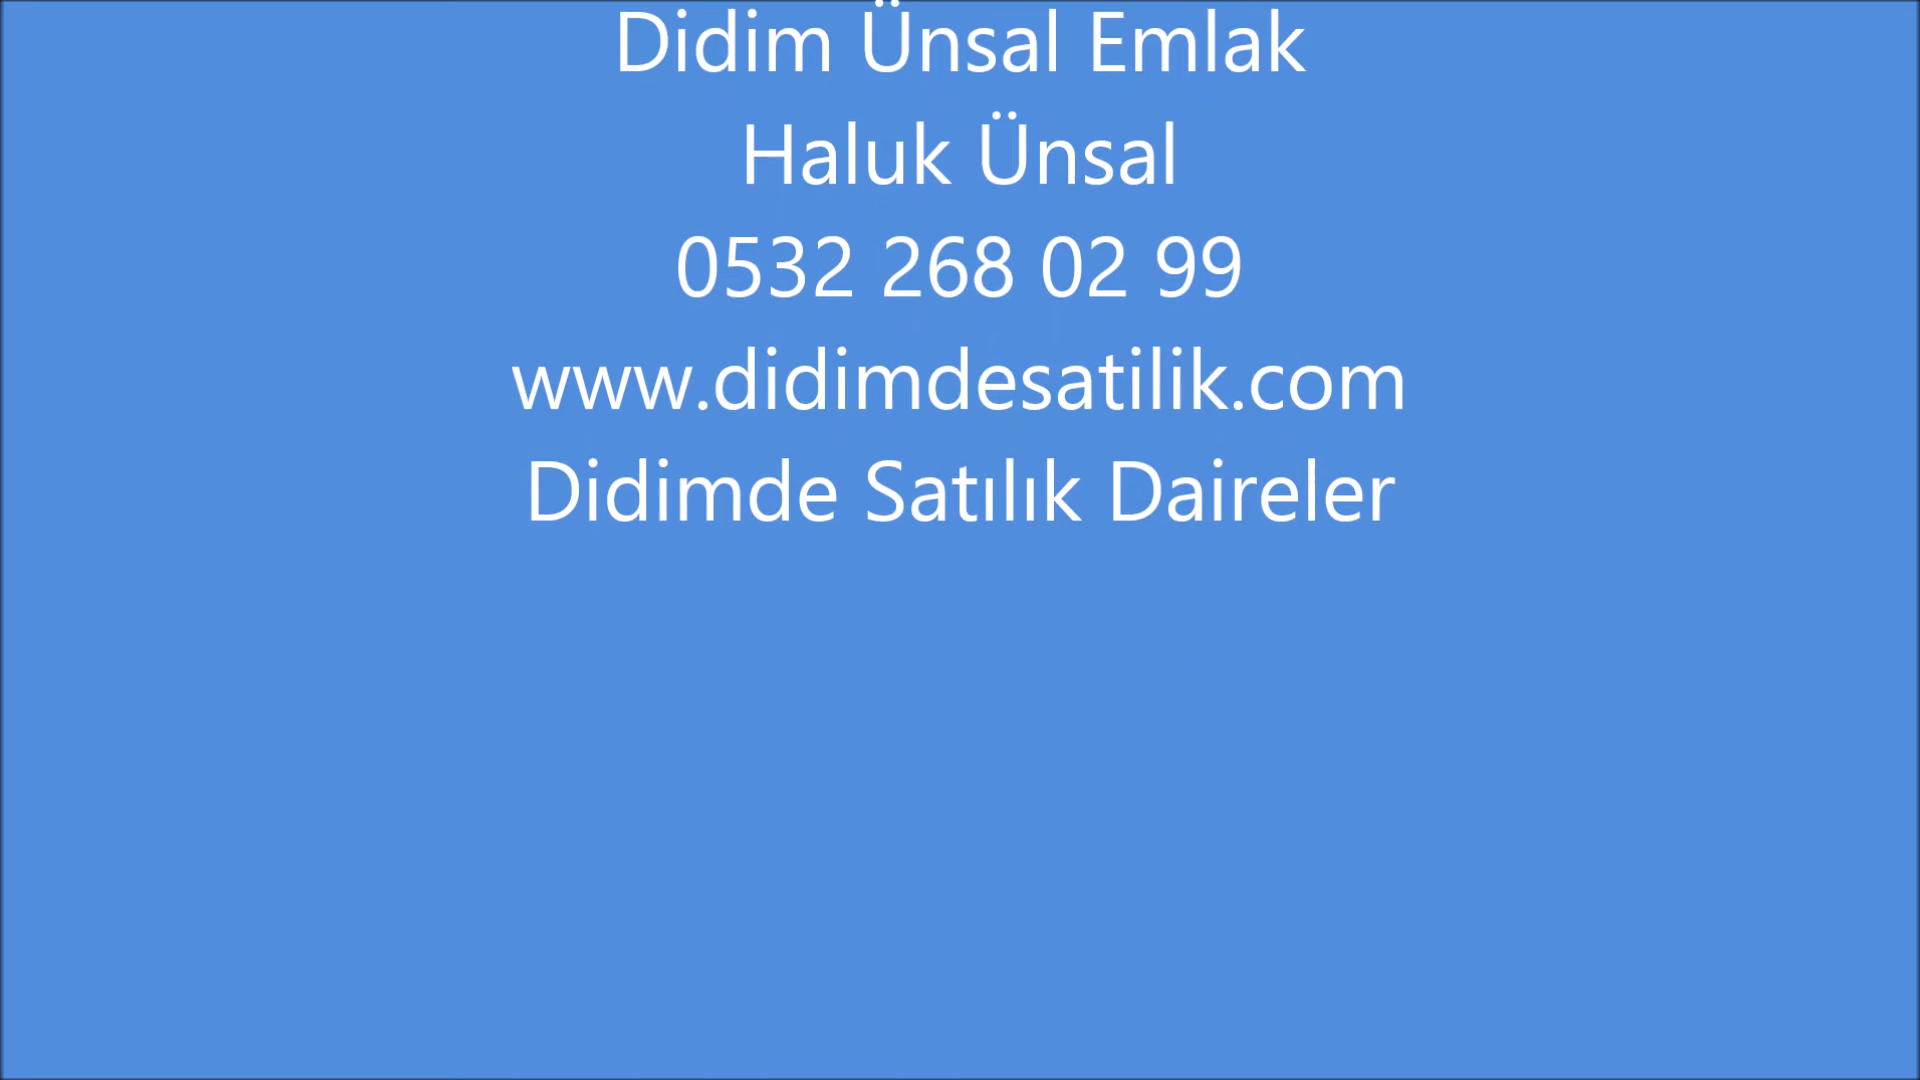 Didim Ünsal Emlak
Haluk Ünsal
0532 268 02 99
www.didimdesatilik.com
Didimde Satılık Daireler